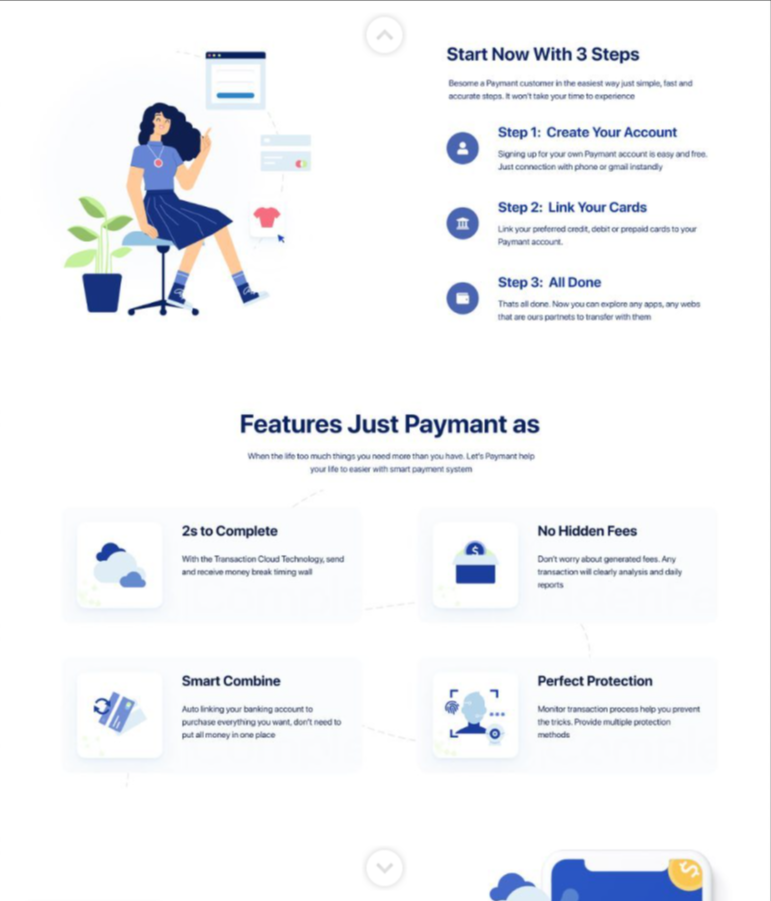 Start Now With 3 Steps
Become a Paymant customer in the easiest way just simple, fast and
accurate steps. It won't take your time to experience
Step 1: Create Your Account
Signing up for your own Paymant account is easy and free.
Just connection with phone or gmail instandly
Step 2: Link Your Cards
Link your preferred credit, debit or prepaid cards to your
Paymant account.
Step 3: All Done
Thats all done. Now you can explore any apps, any webs
that are ours partnets to transfer with them
Features Just Paymant as
When the life too much things you need more than you have. Let's Paymant help
your life to easier with smart payment system
2s to Complete
With the Transaction Cloud Technology, send
and receive money break timing wall
No Hidden Fees
Don't worry about generated fees. Any
transaction will clearly analysis and daily
reports
Smart Combine
Auto linking your banking account to
purchase everything you want, don't need to
put all money in one place
Perfect Protection
Monitor transaction process help you prevent
the tricks. Provide multiple protection
methods